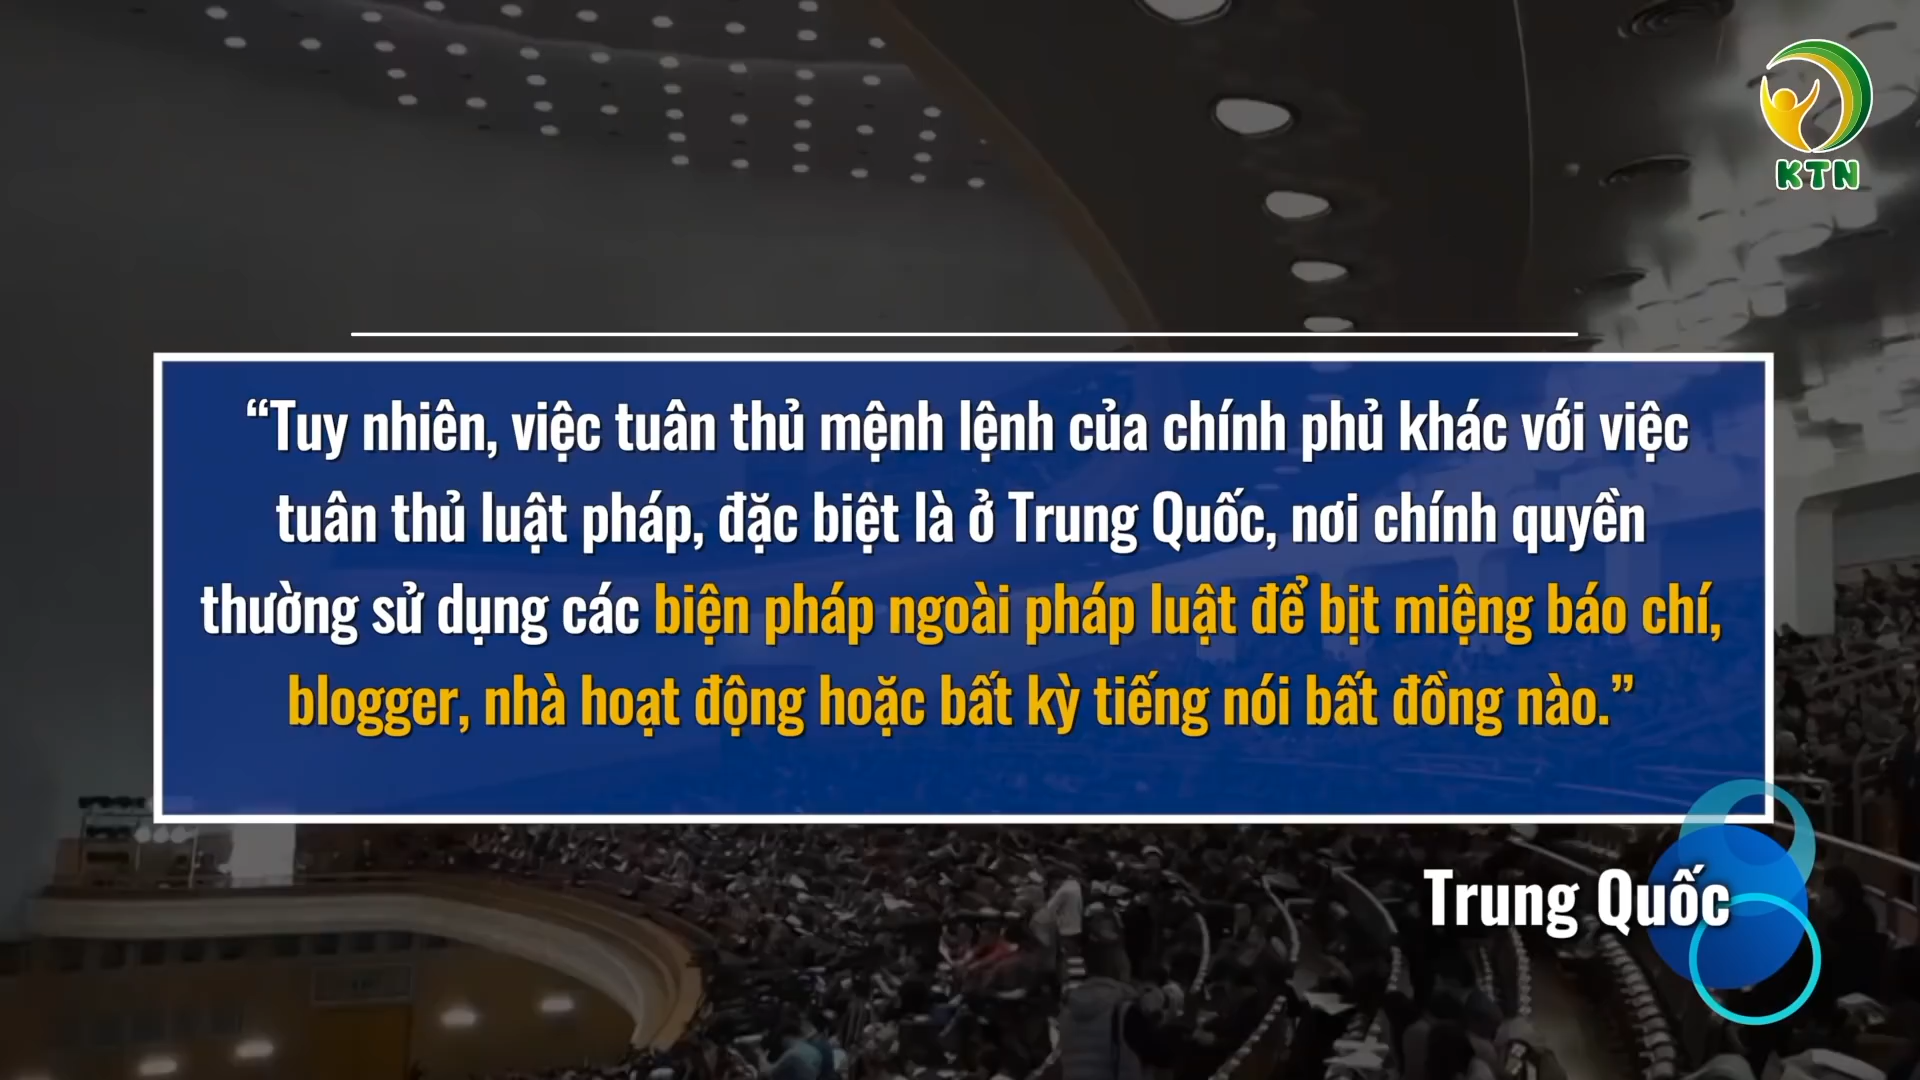 KTN
“Tuy nhiên, việc tuân thủ mệnh lệnh của chính phủ khác với việc
tuân thủ luật pháp, đặc biệt là ở Trung Quốc, nơi chính quyền
thường sử dụng các biện pháp ngoài pháp luật để bịt miệng báo chí,
blogger, nhà hoạt động hoặc bất kỳ tiếng nói bất đồng nào.”
Trung Quốc